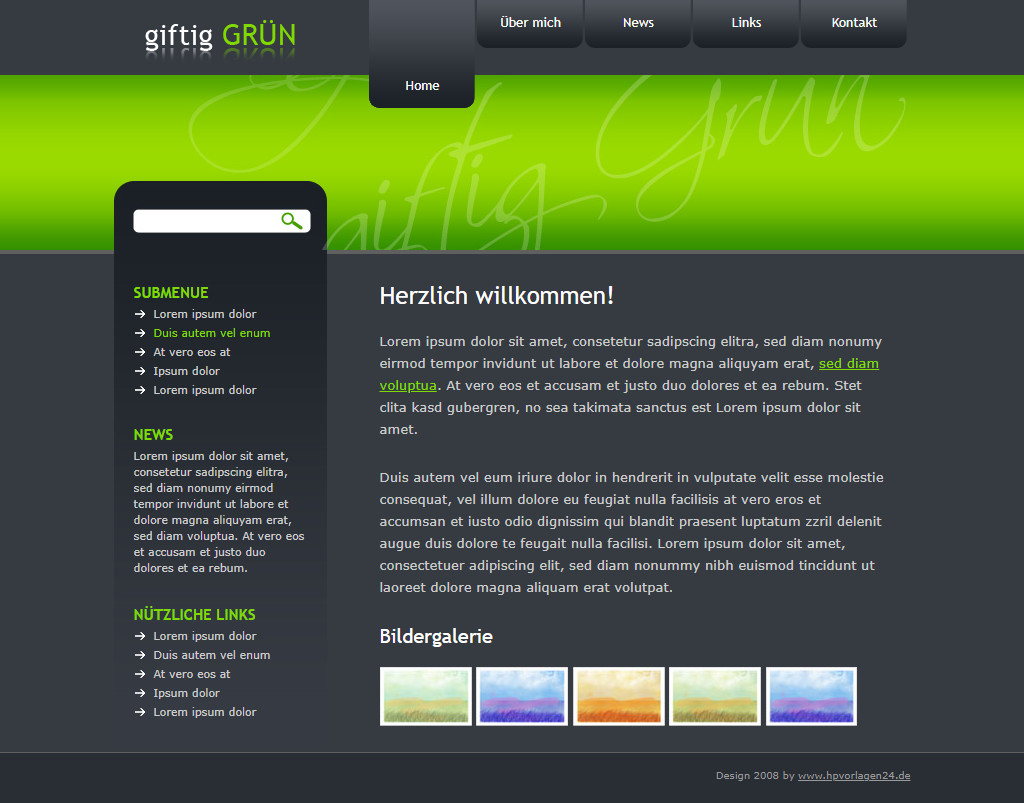 giftig GRÜN
Home
Über mich
News
Links
Kontakt
giftig Grün
SUBMENUE
Lorem ipsum dolor
Duis autem vel enum
At vero eos at
Ipsum dolor
Lorem ipsum dolor
NEWS
Lorem ipsum dolor sit amet,
consetetur sadipscing elitra,
sed diam nonumy eirmod
tempor invidunt ut labore et
dolore magna aliquyam erat,
sed diam voluptua. At vero eos
et accusam et justo duo
dolores et ea rebum.
NÜTZLICHE LINKS
Lorem ipsum dolor
Duis autem vel enum
At vero eos at
Ipsum dolor
Lorem ipsum dolor
Herzlich willkommen!
Lorem ipsum dolor sit amet, consetetur sadipscing elitra, sed diam nonumy
eirmod tempor invidunt ut labore et dolore magna aliquyam erat, sed diam
voluptua. At vero eos et accusam et justo duo dolores et ea rebum. Stet
clita kasd gubergren, no sea takimata sanctus est Lorem ipsum dolor sit
amet.
Duis autem vel eum iriure dolor in hendrerit in vulputate velit esse molestie
consequat, vel illum dolore eu feugiat nulla facilisis at vero eros et
accumsan et iusto odio dignissim qui blandit praesent luptatum zzril delenit
augue duis dolore te feugait nulla facilisi. Lorem ipsum dolor sit amet,
consectetuer adipiscing elit, sed diam nonummy nibh euismod tincidunt ut
laoreet dolore magna aliquam erat volutpat.
Bildergalerie
Design 2008 by www.hpvorlagen24.de